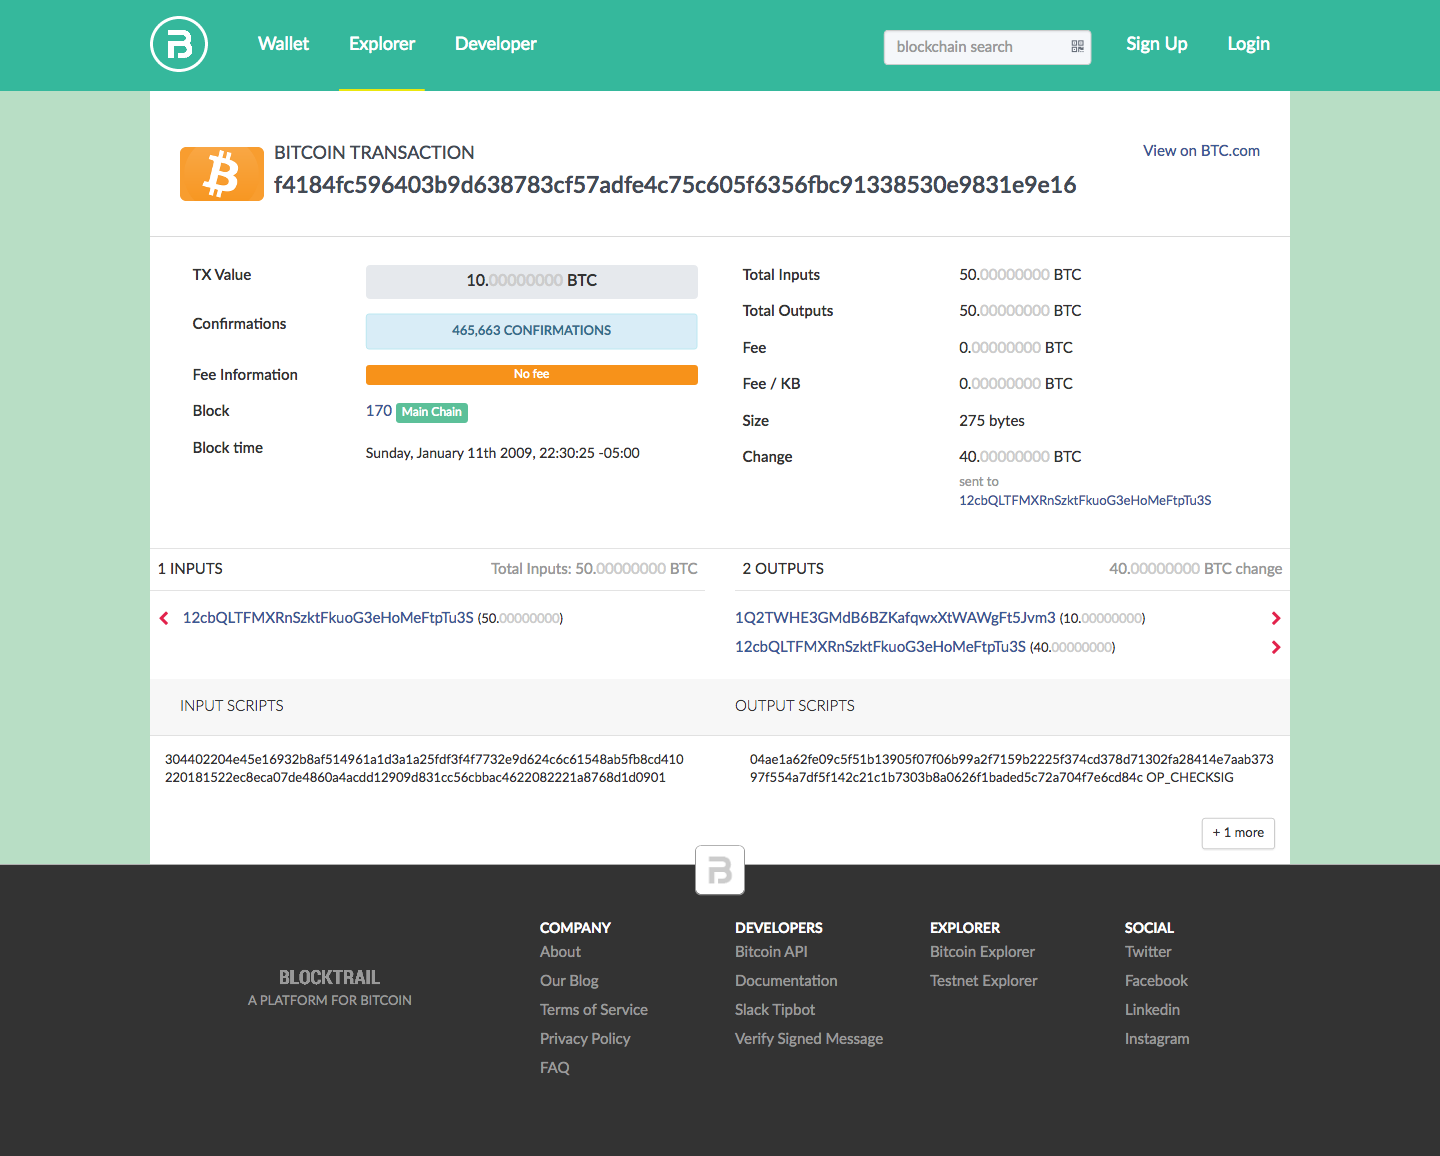 Wallet
Explorer
Developer
blockchain search
Sign Up
Login
BITCOIN TRANSACTION
View on BTC.com
f4184fc596403b9d638783cf57adfe4c75c605f6356fbc91338530e9831e9e16
TX Value
10.00000000 BTC
Confirmations
465,663 CONFIRMATIONS
Fee Information
No fee
Block
170 Main Chain
Block time
Sunday, January 11th 2009, 22:30:25 -05:00
Total Inputs
50.00000000 BTC
Total Outputs
50.00000000 BTC
Fee
0.00000000 BTC
Fee / KB
0.00000000 BTC
Size
275 bytes
Change
40.00000000 BTC
sent to
12cbQLTFMXRnSzktFkuoG3eHoMeFtpTu3S
1 INPUTS
Total Inputs: 50.00000000 BTC
12cbQLTFMXRnSzktFkuoG3eHoMeFtpTu3S (50.00000000)
2 OUTPUTS
40.00000000 BTC change
1Q2TWHE3GMdB6BZKafqwxXtWAWgFt5Jvm3 (10.00000000)
12cbQLTFMXRnSzktFkuoG3eHoMeFtpTu3S (40.00000000)
INPUT SCRIPTS
304402204e45e16932b8af514961a1d3a1a25fdf3f4f7732e9d624c6c61548ab5fb8cd410
220181522ec8eca07de4860a4acdd12909d831cc56cbbac4622082221a8768d1d0901
OUTPUT SCRIPTS
04ae1a62fe09c5f51b13905f07f06b99a2f7159b2225f374cd378d71302fa28414e7aab373
97f554a7df5f142c21c1b7303b8a0626f1baded5c72a704f7e6cd84c OP_CHECKSIG
+ 1 more
BLOCKTRAIL
A PLATFORM FOR BITCOIN
COMPANY
About
Our Blog
Terms of Service
Privacy Policy
FAQ
DEVELOPERS
Bitcoin API
Documentation
Slack Tipbot
Verify Signed Message
EXPLORER
Bitcoin Explorer
Testnet Explorer
SOCIAL
Twitter
Facebook
Linkedin
Instagram